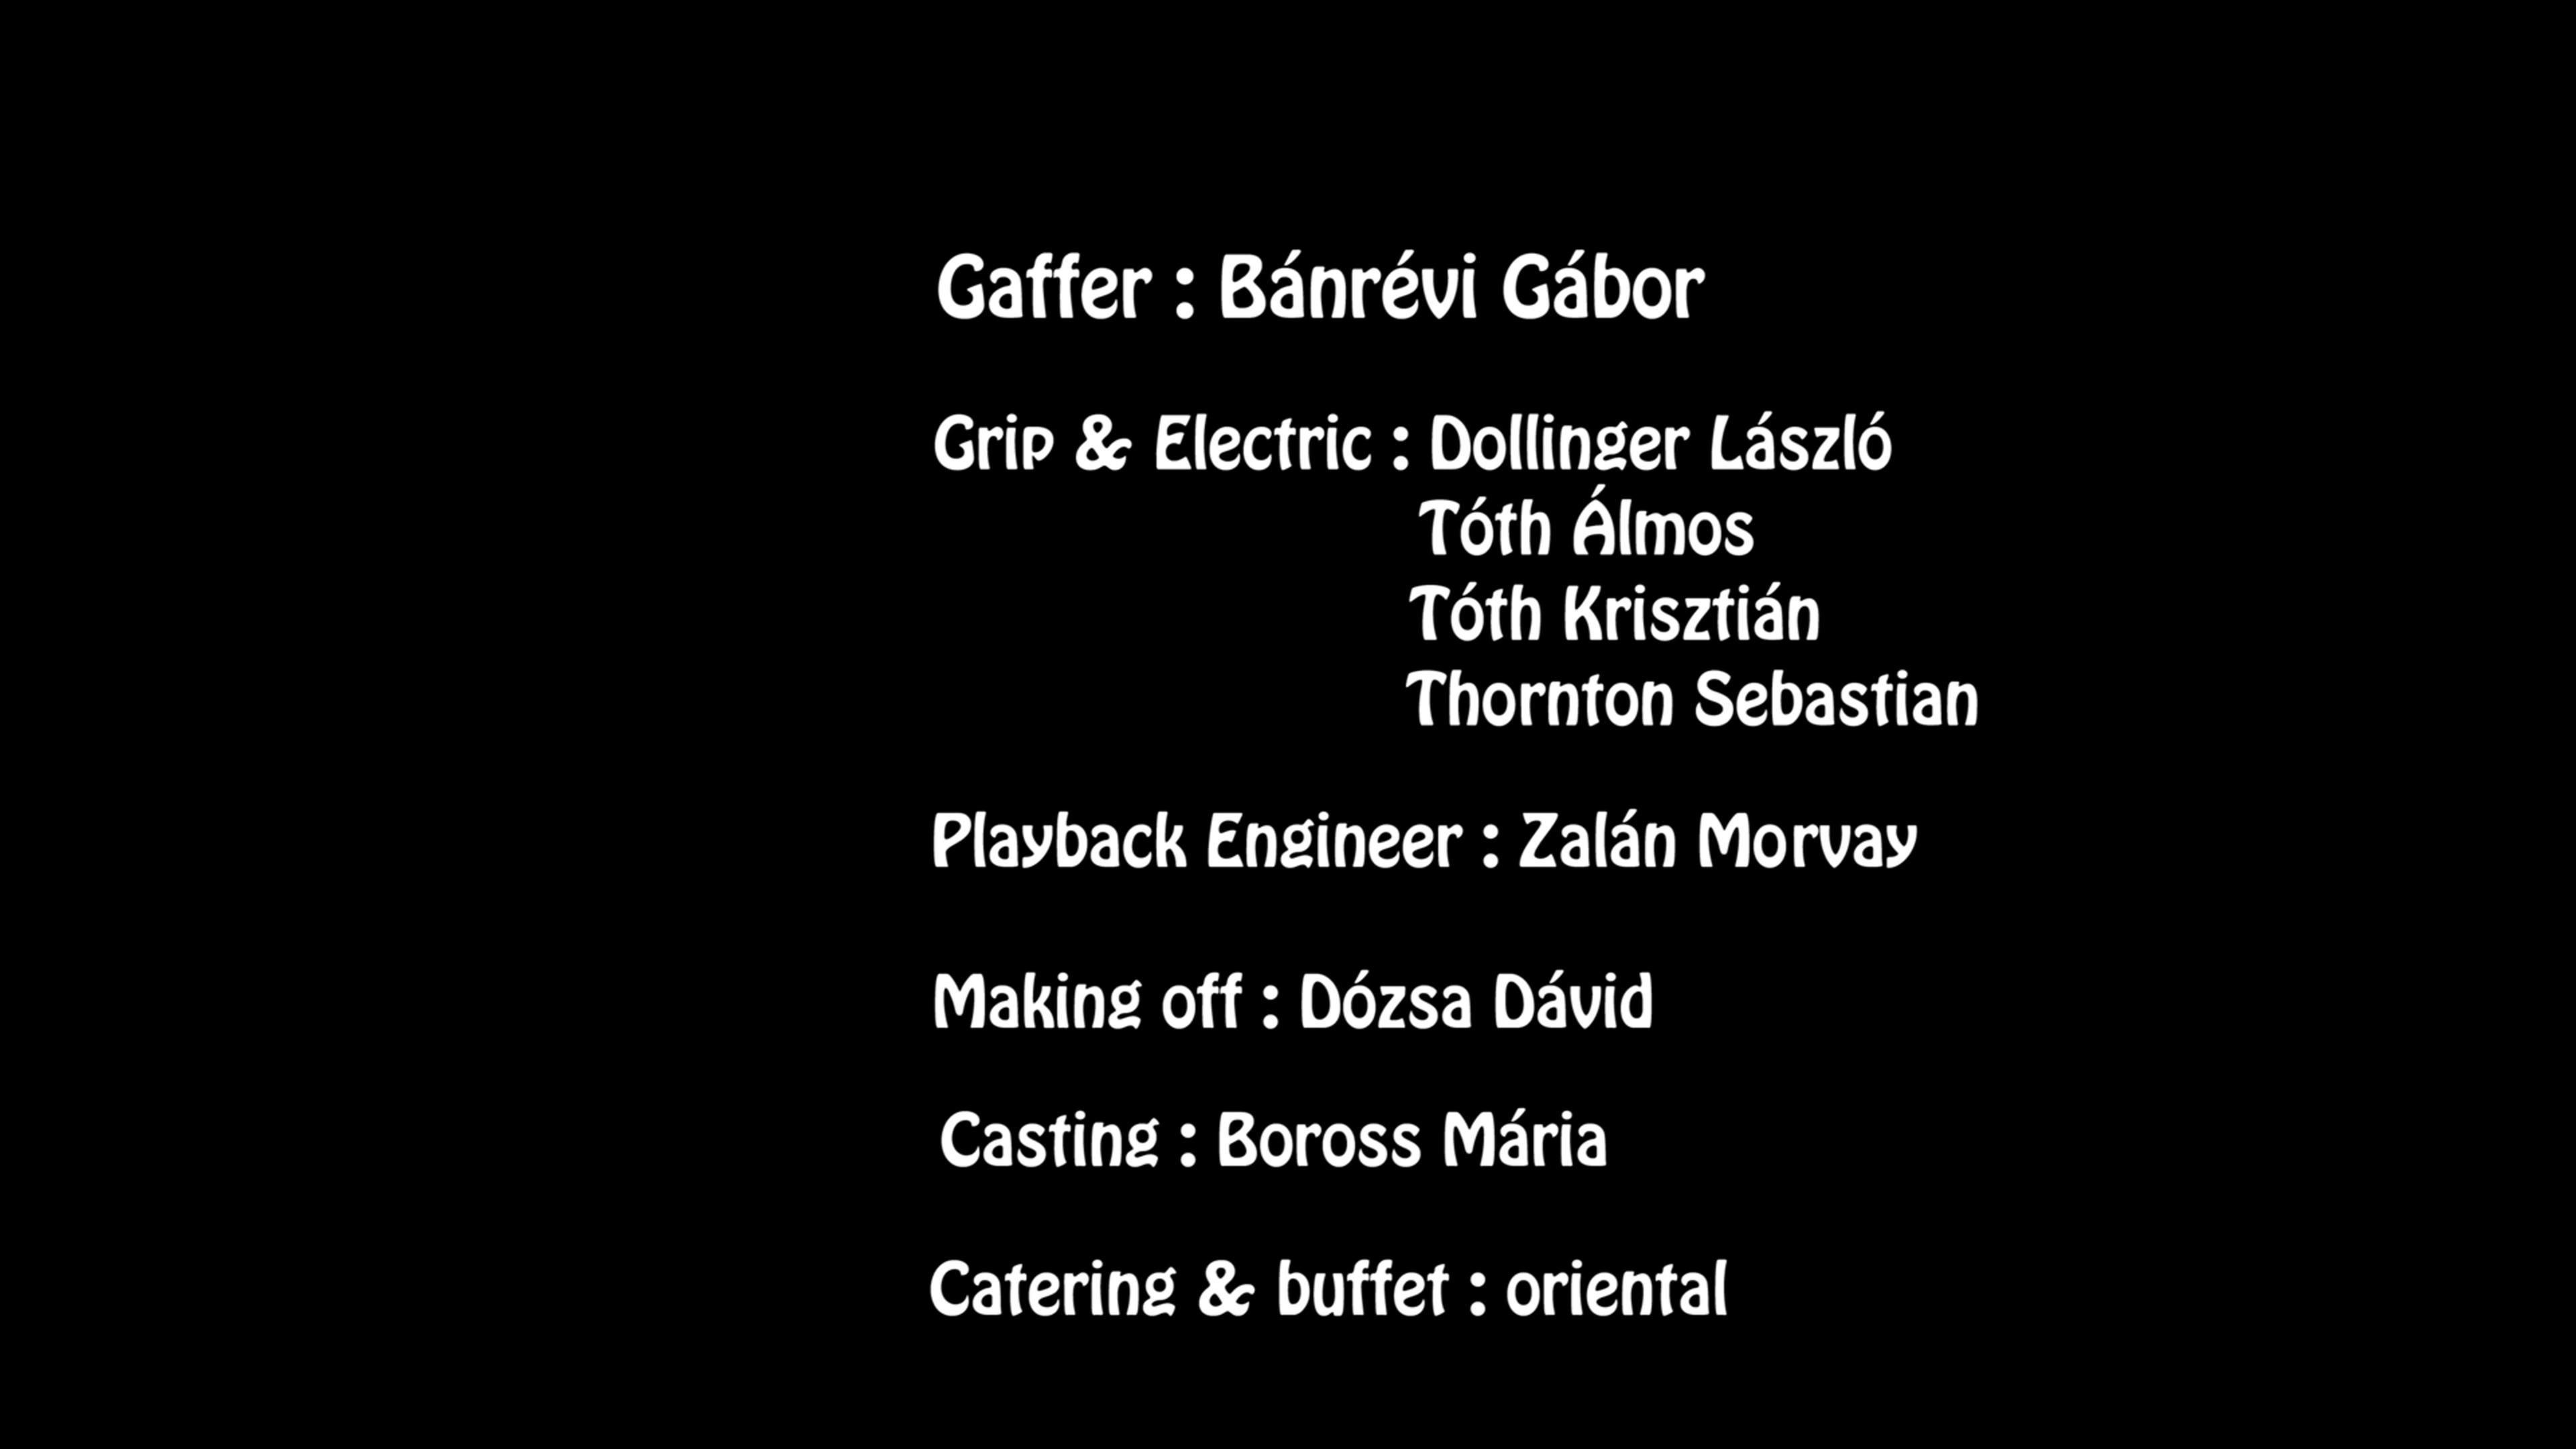 Gaffer : Bánrévi Gábor
Grip & Electric : Dollinger László
Tóth Álmos
Tóth Krisztián
Thornton Sebastian
Playback Engineer : Zalán Morvay
Making off : Dózsa Dávid
Casting : Boross Mária
Catering & buffet : oriental